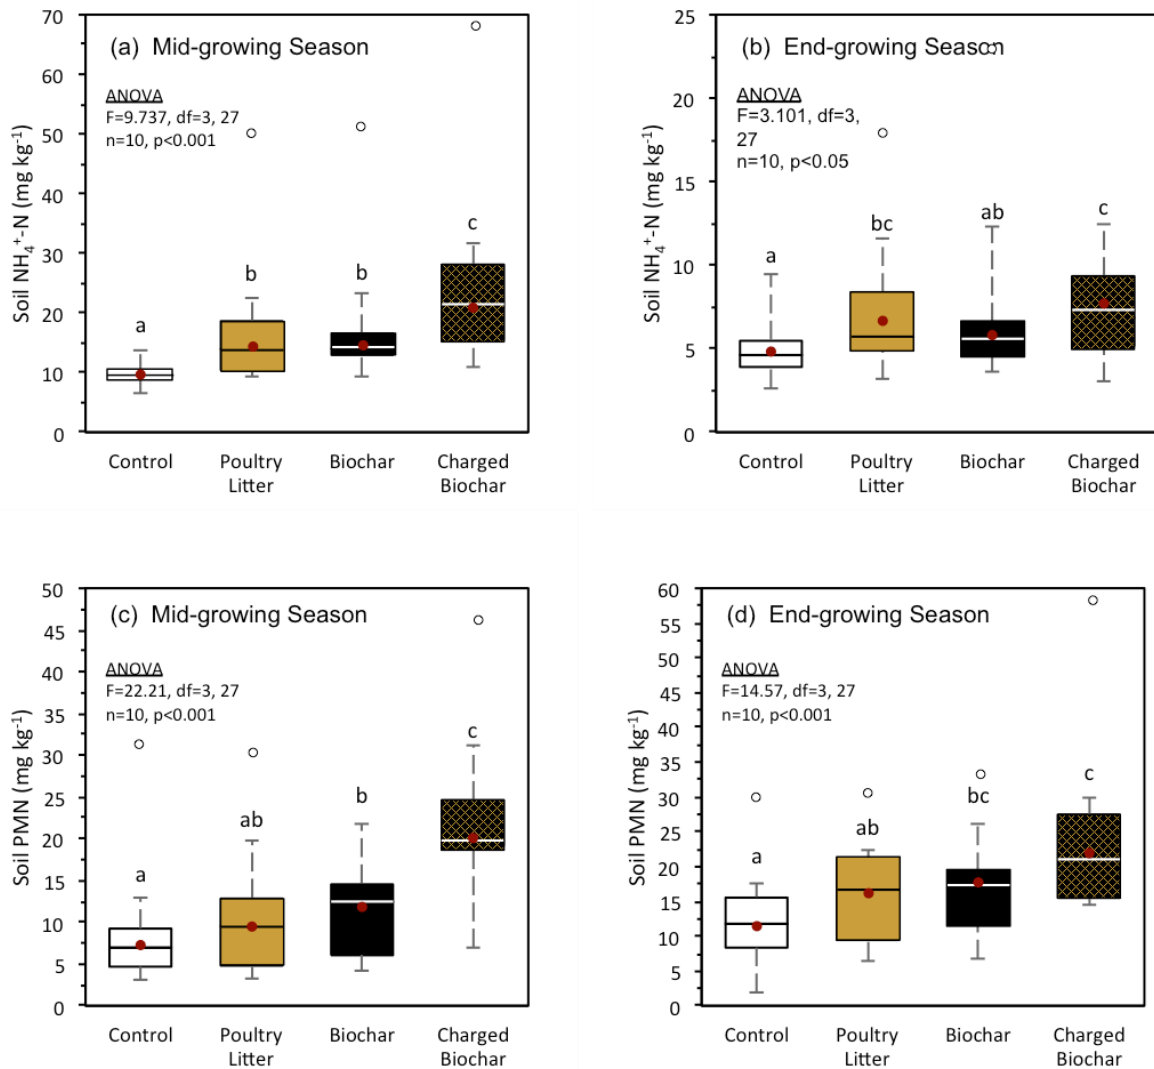 (a) Mid-growing Season
ANOVA
F=9.737, df=3, 27
n=10, p<0.001
Soil NH₄⁺-N (mg kg⁻¹)
70
60
50
40
30
20
10
0
a
b
b
c
Control
Poultry
Litter
Biochar
Charged
Biochar
(b) End-growing Season
ANOVA
F=3.101, df=3,
27
n=10, p<0.05
Soil NH₄⁺-N (mg kg⁻¹)
25
20
15
10
5
0
a
bc
ab
c
Control
Poultry
Litter
Biochar
Charged
Biochar
(c) Mid-growing Season
ANOVA
F=22.21, df=3, 27
n=10, p<0.001
Soil PMN (mg kg⁻¹)
50
45
40
35
30
25
20
15
10
5
0
a
ab
b
c
Control
Poultry
Litter
Biochar
Charged
Biochar
(d) End-growing Season
ANOVA
F=14.57, df=3, 27
n=10, p<0.001
Soil PMN (mg kg⁻¹)
60
55
50
45
40
35
30
25
20
15
10
5
0
a
ab
bc
c
Control
Poultry
Litter
Biochar
Charged
Biochar